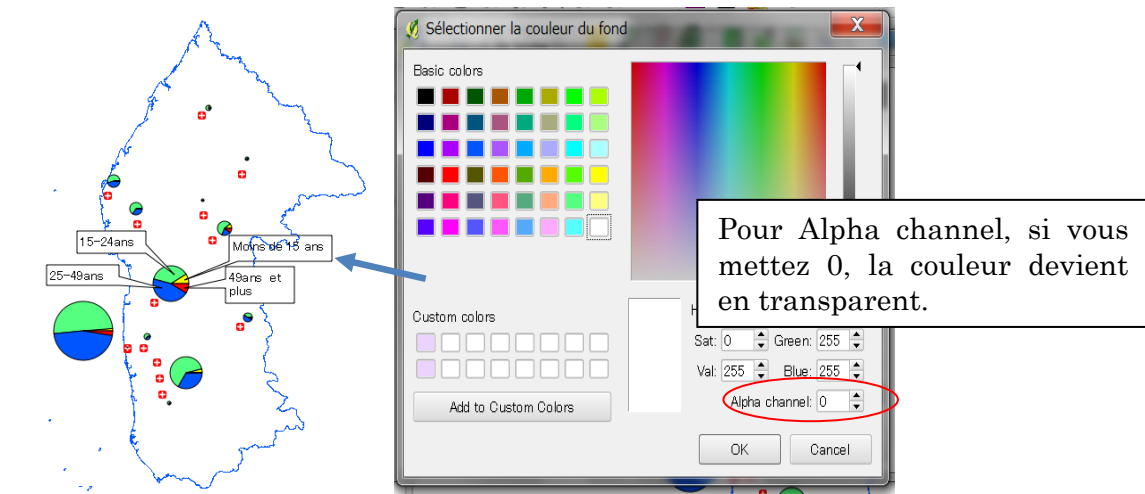 15-24ans
Moins de 15 ans
25-49ans
49ans et
plus
Sélectionner la couleur du fond
Basic colors
Custom colors
Add to Custom Colors
Pour Alpha channel, si vous
mettez 0, la couleur devient
en transparent.
Sat: 0 Green: 255
Val: 255 Blue: 255
Alpha channel: 0
OK Cancel